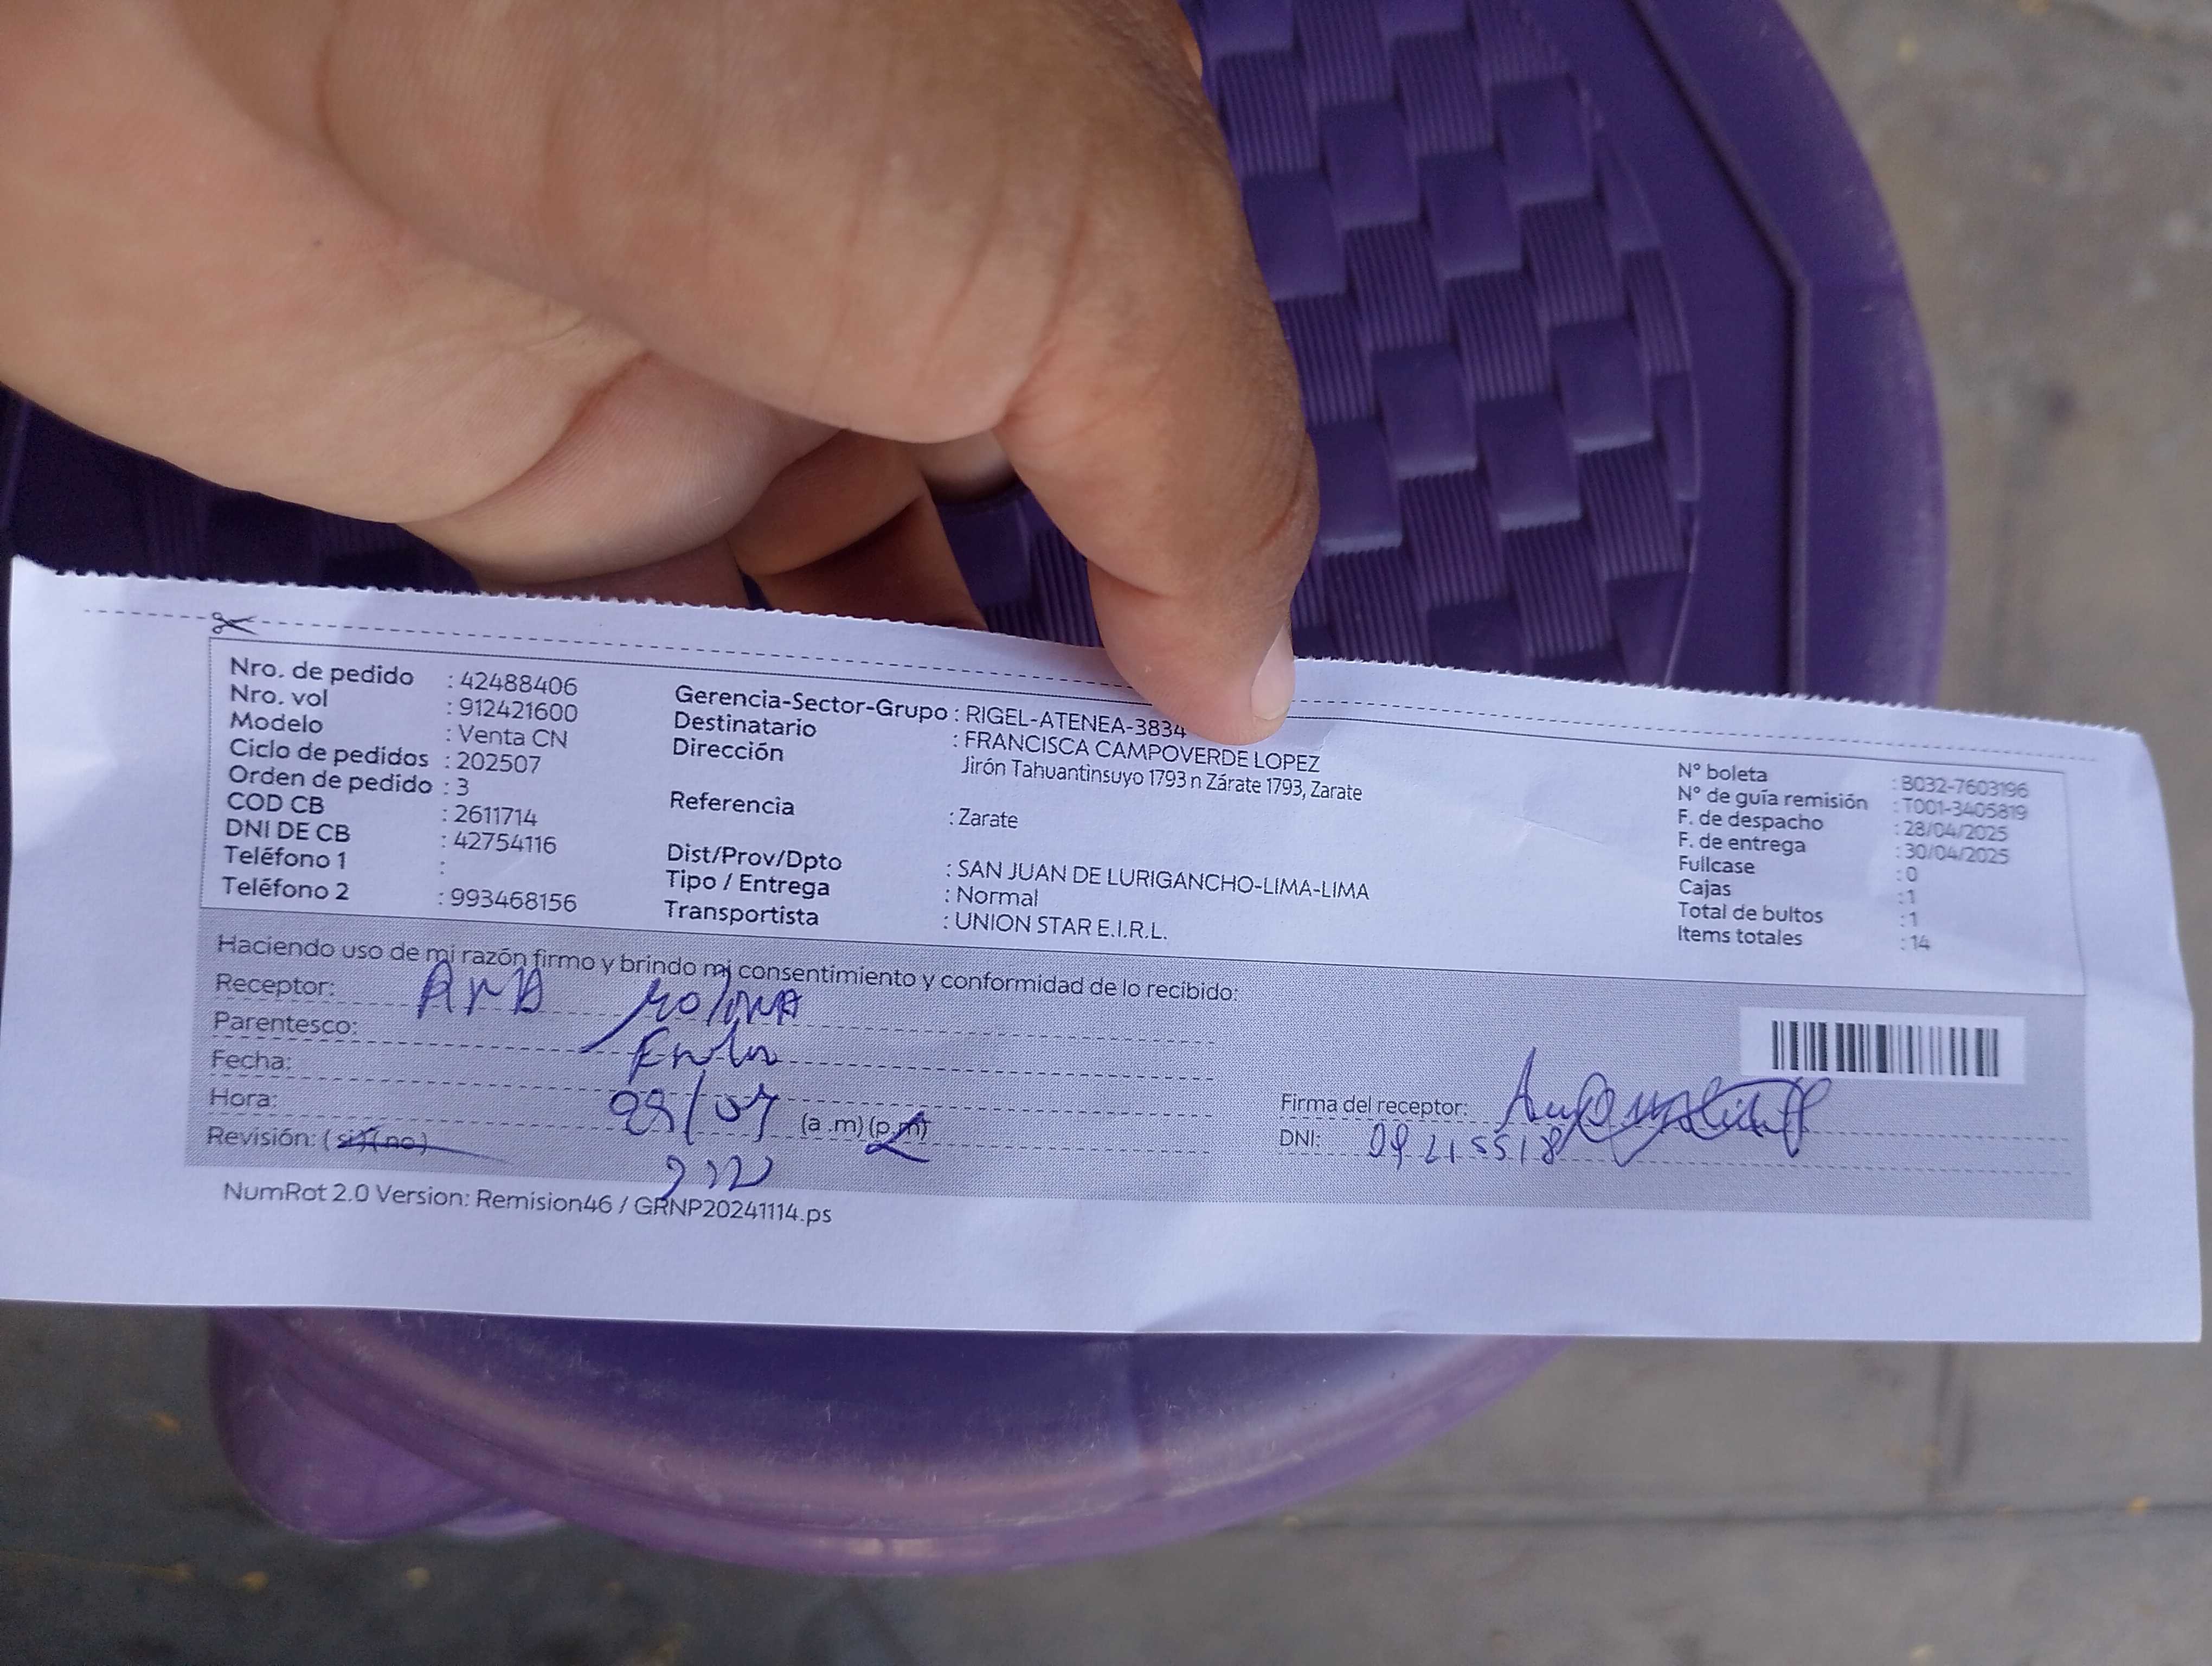 Nro. de pedido : 42488406
Nro. vol : 912421600
Modelo : Venta CN
Ciclo de pedidos : 202507
Orden de pedido : 3
COD CB : 2611714
DNI DE CB : 42754116
Teléfono 1 :
Teléfono 2 : 993468156
Gerencia-Sector-Grupo : RIGEL-ATENEA-3834
Destinatario : FRANCISCA CAMPOVERDE LOPEZ
Dirección Jirón Tahuantinsuyo 1793 n Zárate 1793, Zarate
Referencia : Zarate
Dist/Prov/Dpto : SAN JUAN DE LURIGANCHO-LIMA-LIMA
Tipo / Entrega : Normal
Transportista : UNION STAR E.I.R.L.
N° boleta : B032-7603196
N° de guía remisión : T001-3405819
F. de despacho : 28/04/2025
F. de entrega : 30/04/2025
Fullcase : 0
Cajas : 1
Total de bultos : 1
Items totales : 14
Haciendo uso de mi razón firmo y brindo mi consentimiento y conformidad de lo recibido:
Receptor: AnA
Parentesco:
Fecha:
Hora: (a .m) (p.m)
Revisión: ( si) ( no )
Firma del receptor:
DNI:
NumRot 2.0 Version: Remision46 / GRNP20241114.ps